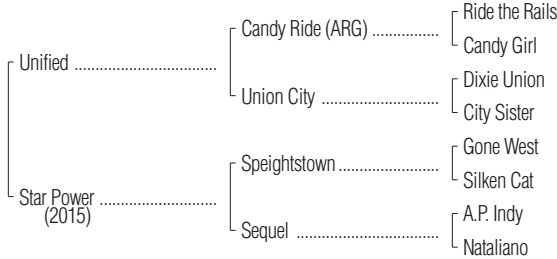 Ride the Rails
Candy Ride (ARG) ................
Candy Girl
Unified ..................................
Dixie Union
Union City ............................
City Sister
Gone West
Speightstown ........................
Silken Cat
Star Power ............................
(2015)
A.P. Indy
Sequel ..................................
Nataliano